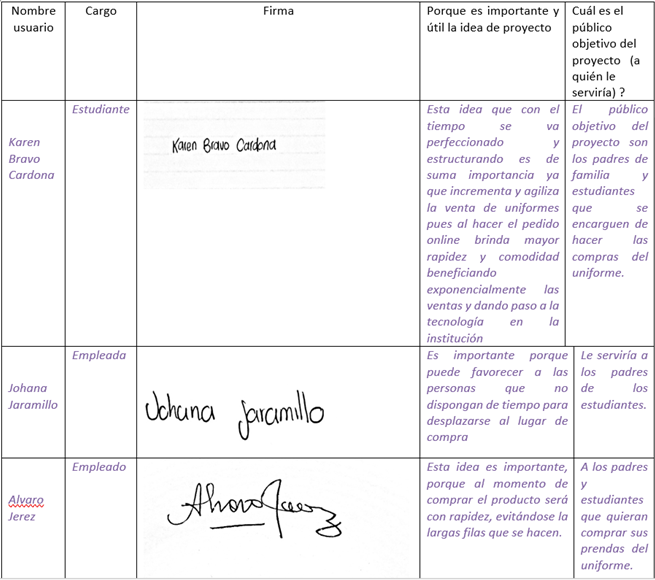 Nombre usuario
Cargo
Firma
Porque es importante y
útil la idea de proyecto
Cuál es el
público
objetivo del
proyecto (a
quién le
serviría) ?
Karen
Bravo
Cardona
Estudiante
Karen Bravo Cardona
Esta idea que con el
tiempo se va
perfeccionado y
estructurando es de
suma importancia ya
que incrementa y agiliza
la venta de uniformes
pues al hacer el pedido
online brinda mayor
rapidez y comodidad
beneficiando
exponencialmente las
ventas y dando paso a la
tecnología en la
institución
El público
objetivo del
proyecto son
los padres de
familia y
estudiantes
que se
encarguen de
hacer las
compras del
uniforme.
Johana
Jaramillo
Empleada
Johana Jaramillo
Es importante porque
puede favorecer a las
personas que no
dispongan de tiempo para
desplazarse al lugar de
compra
Le serviría a
los padres
de los
estudiantes.
Alvaro
Jerez
Empleado
Esta idea es importante,
porque al momento de
comprar el producto será
con rapidez, evitándose la
largas filas que se hacen.
A los padres
y
estudiantes
que quieran
comprar sus
prendas del
uniforme.